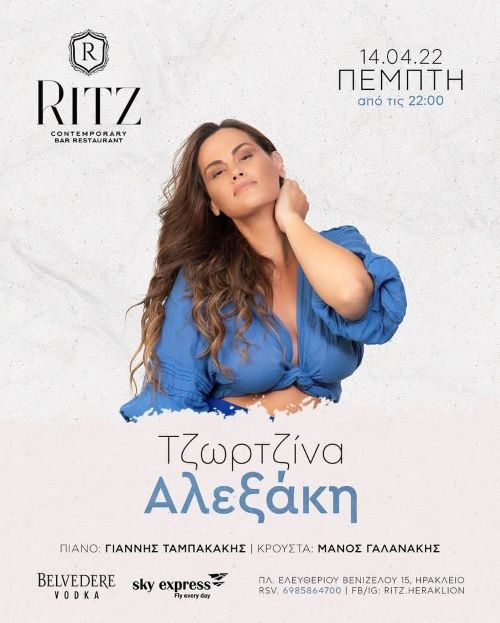 R
RITZ
CONTEMPORARY
BAR RESTAURANT
14.04.22
ΠΕΜΠΤΗ
από τις 22:00
Τζωρτζίνα
Αλεξάκη
ΠΙΑΝΟ: ΓΙΑΝΝΗΣ ΤΑΜΠΑΚΑΚΗΣ | ΚΡΟΥΣΤΑ: ΜΑΝΟΣ ΓΑΛΑΝΑΚΗΣ
BELVEDERE
VODKA
sky express
Fly every day
ΠΛ. ΕΛΕΥΘΕΡΙΟΥ ΒΕΝΙΖΕΛΟΥ 15, ΗΡΑΚΛΕΙΟ
RSV. 6985864700 | FB/IG: RITZ.HERAKLION